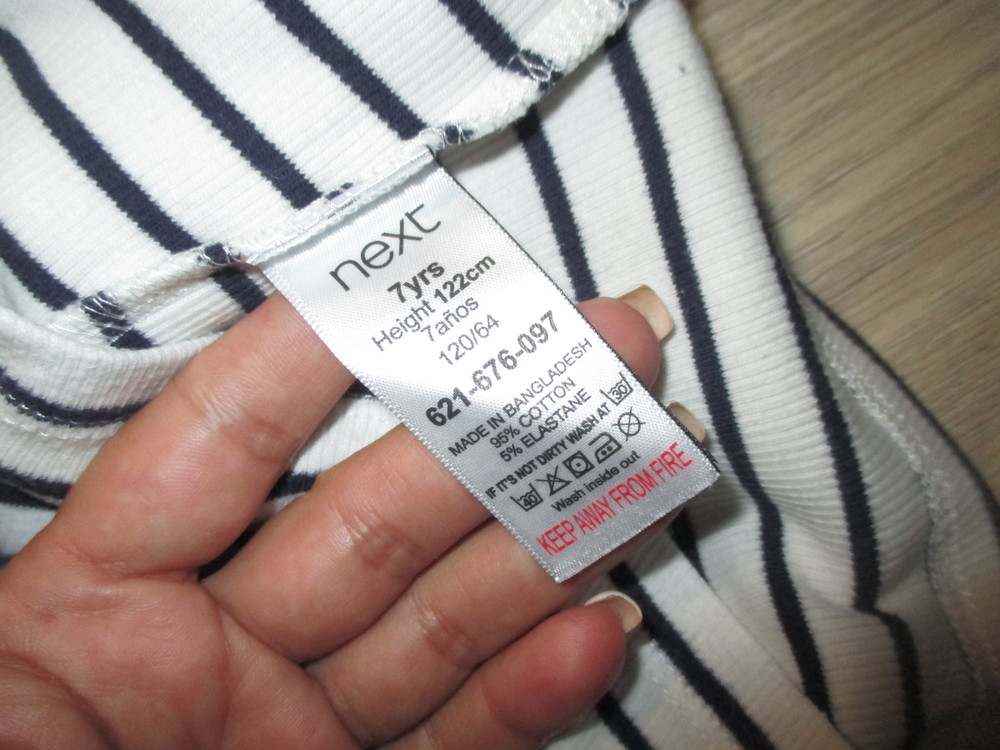 next
7yrs
Height 122cm
7años
120/64
621-676-097
MADE IN BANGLADESH
95% COTTON
5% ELASTANE
IF IT'S NOT DIRTY WASH AT 30
40
Wash inside out
KEEP AWAY FROM FIRE